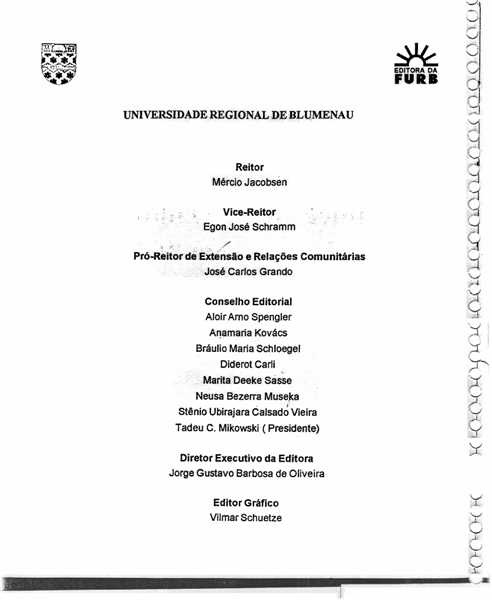 EDITORA DA
FURB
UNIVERSIDADE REGIONAL DE BLUMENAU
Reitor
Mércio Jacobsen
Vice-Reitor
Egon José Schramm
Pró-Reitor de Extensão e Relações Comunitárias
José Carlos Grando
Conselho Editorial
Aloir Arno Spengler
Anamaria Kovács
Bráulio Maria Schloegel
Diderot Carli
Marita Deeke Sasse
Neusa Bezerra Museka
Stênio Ubirajara Calsado Vieira
Tadeu C. Mikowski ( Presidente)
Diretor Executivo da Editora
Jorge Gustavo Barbosa de Oliveira
Editor Gráfico
Vilmar Schuetze